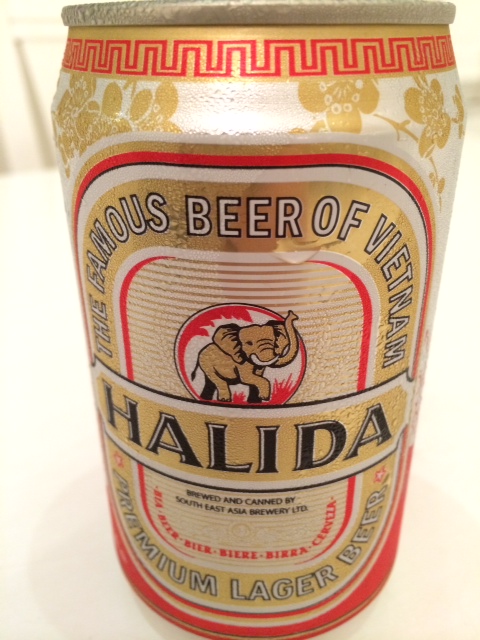 THE FAMOUS BEER OF VIETNAM
HALIDA
BREWED AND CANNED BY
SOUTH EAST ASIA BREWERY LTD.
·BIA·BEER·BIER·BIERE·BIRRA·CERVEZA·
PREMIUM LAGER BEER